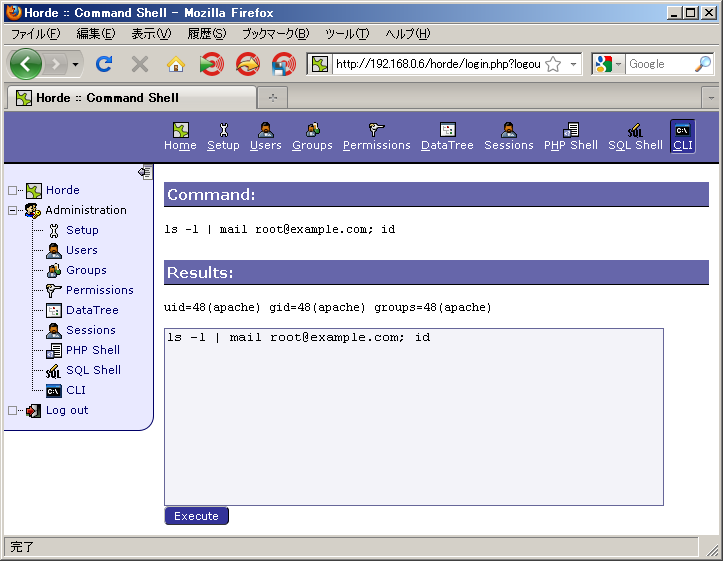 Horde :: Command Shell - Mozilla Firefox
ファイル(F) 編集(E) 表示(V) 履歴(S) ブックマーク(B) ツール(T) ヘルプ(H)
http://192.168.0.6/horde/login.php?logou Google
Horde :: Command Shell
Home Setup Users Groups Permissions DataTree Sessions PHP Shell SQL Shell CLI
Horde
Administration
Setup
Users
Groups
Permissions
DataTree
Sessions
PHP Shell
SQL Shell
CLI
Log out
Command:
ls -l | mail root@example.com; id
Results:
uid=48(apache) gid=48(apache) groups=48(apache)
ls -l | mail root@example.com; id
Execute
完了